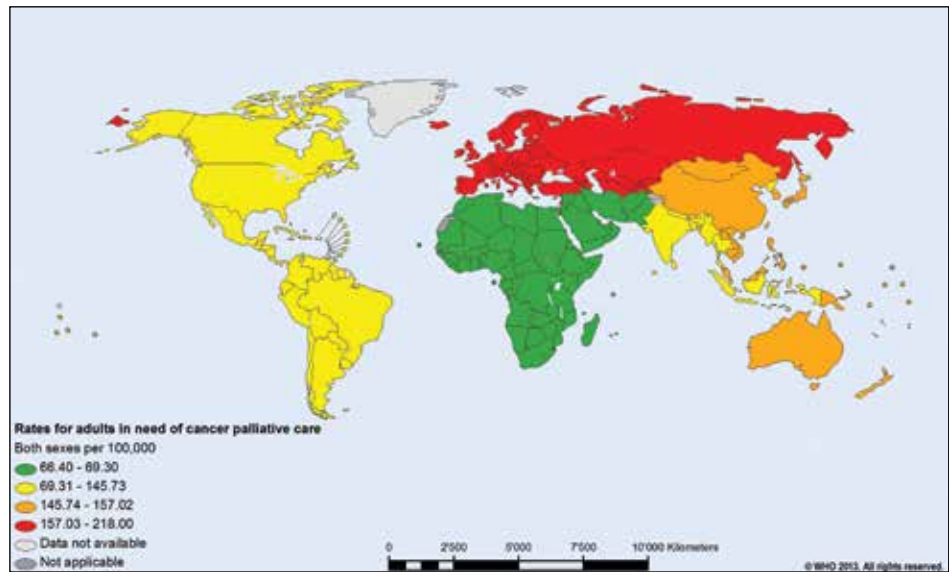 Rates for adults in need of cancer palliative care
Both sexes per 100,000
66.40 - 69.30
69.31 - 145.73
145.74 - 157.02
157.03 - 218.00
Data not available
Not applicable
0 2'500 5'000 7'500 10'000 Kilometers
© WHO 2013. All rights reserved.